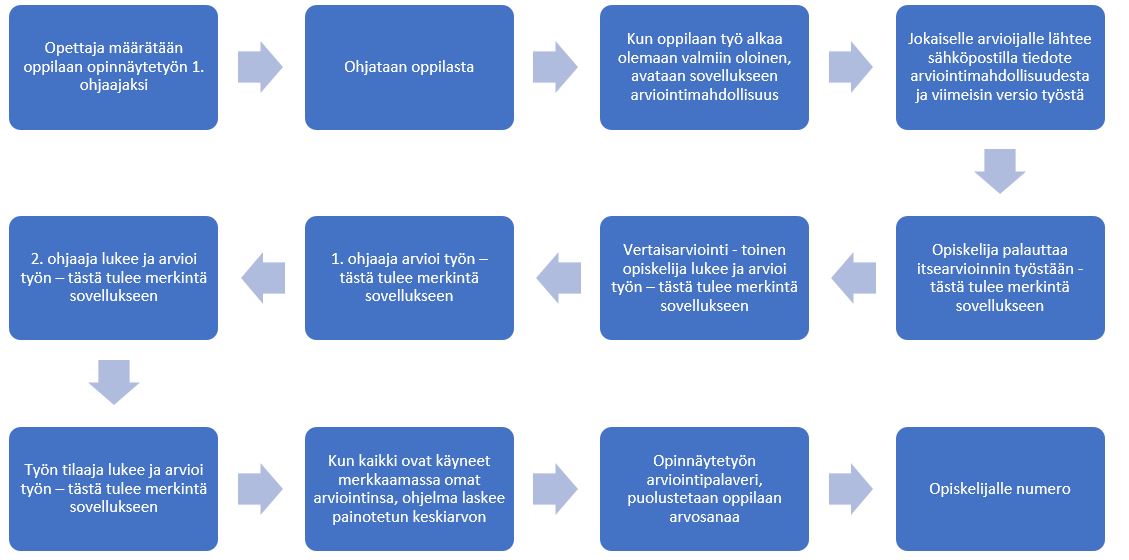 Opettaja määrätään
oppilaan opinnäytetyön 1.
ohjaajaksi
Ohjataan oppilasta
Kun oppilaan työ alkaa
olemaan valmiin oloinen,
avataan sovellukseen
arviointimahdollisuus
Jokaiselle arvioijalle lähtee
sähköpostilla tiedote
arviointimahdollisuudesta
ja viimeisin versio työstä
Opiskelija palauttaa
itsearvioinnin työstään -
tästä tulee merkintä
sovellukseen
Vertaisarviointi - toinen
opiskelija lukee ja arvioi
työn – tästä tulee merkintä
sovellukseen
1. ohjaaja arvioi työn –
tästä tulee merkintä
sovellukseen
2. ohjaaja lukee ja arvioi
työn – tästä tulee merkintä
sovellukseen
Työn tilaaja lukee ja arvioi
työn – tästä tulee merkintä
sovellukseen
Kun kaikki ovat käyneet
merkkaamassa omat
arviointinsa, ohjelma laskee
painotetun keskiarvon
Opinnäytetyön
arviointipalaveri,
puolustetaan oppilaan
arvosanaa
Opiskelijalle numero